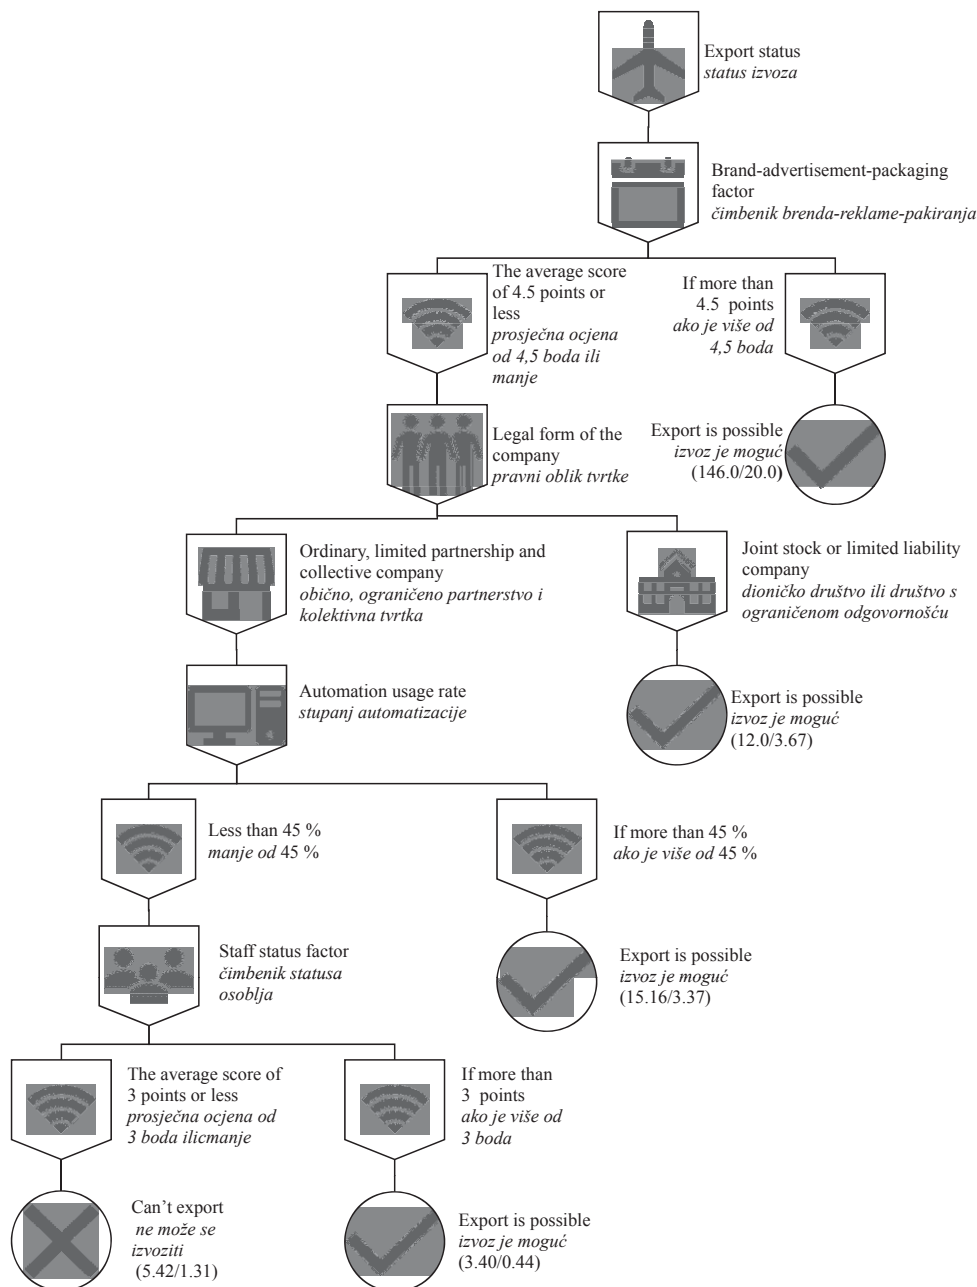 Export status
status izvoza
Brand-advertisement-packaging
factor
čimbenik brenda-reklame-pakiranja
The average score
of 4.5 points or
less
prosječna ocjena
od 4,5 boda ili
manje
If more than
4.5 points
ako je više od
4,5 boda
Legal form of the
company
pravni oblik tvrtke
Export is possible
izvoz je moguć
(146.0/20.0)
Ordinary, limited partnership and
collective company
obično, ograničeno partnerstvo i
kolektivna tvrtka
Joint stock or limited liability
company
dioničko društvo ili društvo s
ograničenom odgovornošću
Automation usage rate
stupanj automatizacije
Export is possible
izvoz je moguć
(12.0/3.67)
Less than 45 %
manje od 45 %
If more than 45 %
ako je više od 45 %
Staff status factor
čimbenik statusa
osoblja
Export is possible
izvoz je moguć
(15.16/3.37)
The average score of
3 points or less
prosječna ocjena od
3 boda ilicmanje
If more than
3 points
ako je više od
3 boda
Can't export
ne može se
izvoziti
(5.42/1.31)
Export is possible
izvoz je moguć
(3.40/0.44)